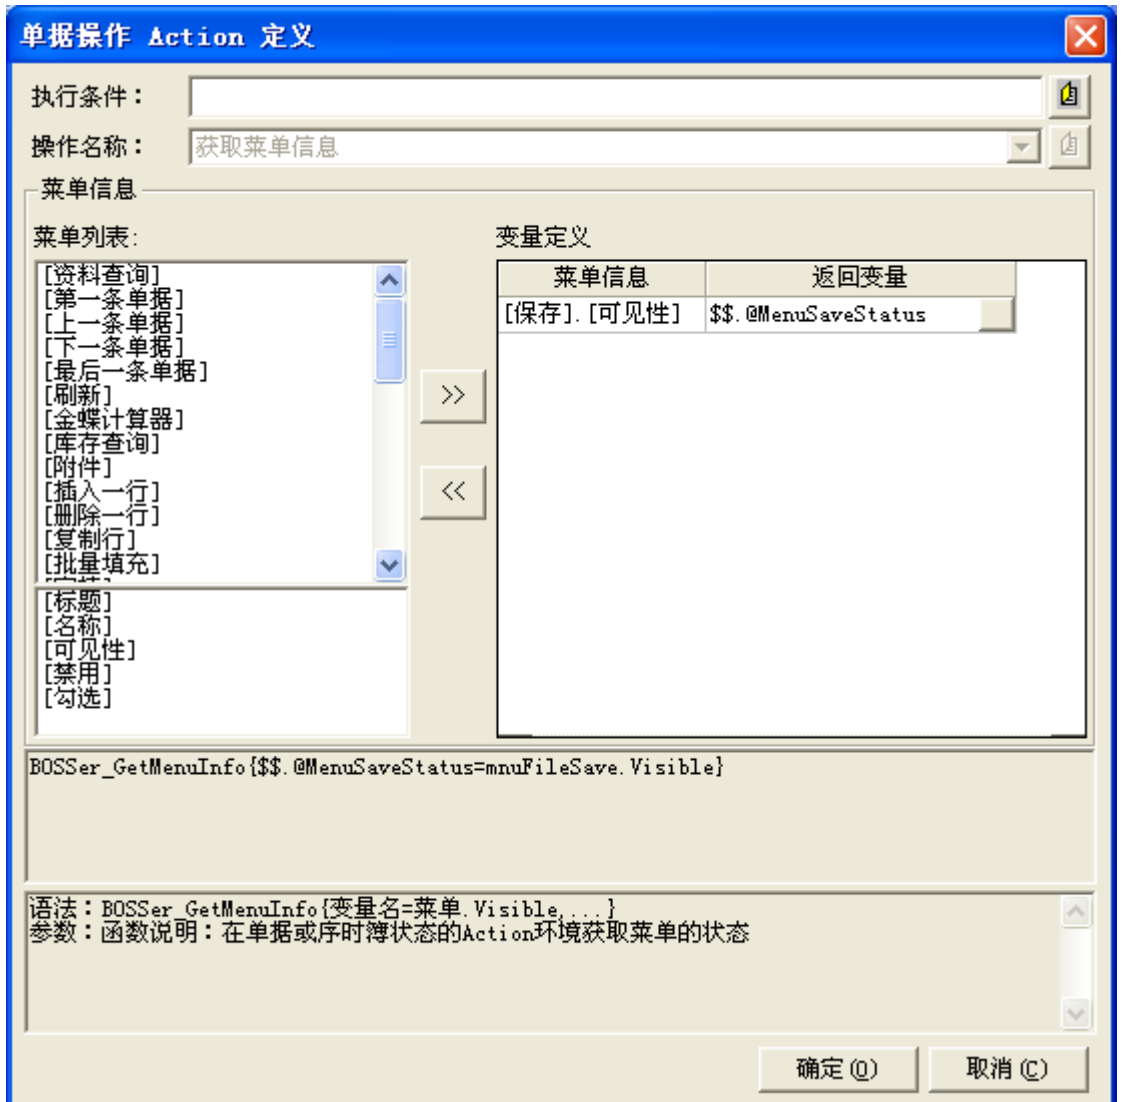 单据操作 Action 定义
执行条件：
操作名称：
获取菜单信息
菜单信息
菜单列表:
变量定义
[资料查询]
[第一条单据]
[上一条单据]
[下一条单据]
[最后一条单据]
[刷新]
[金蝶计算器]
[库存查询]
[附件]
[插入一行]
[删除一行]
[复制行]
[批量填充]
[标题]
[名称]
[可见性]
[禁用]
[勾选]
>>
<<
菜单信息 返回变量
[保存].[可见性] $$.@MenuSaveStatus
BOSSer_GetMenuInfo{$$.@MenuSaveStatus=mnuFileSave.Visible}
语法：BOSSer_GetMenuInfo{变量名=菜单.Visible,...}
参数：函数说明：在单据或序时簿状态的Action环境获取菜单的状态
确定(O) 取消(C)